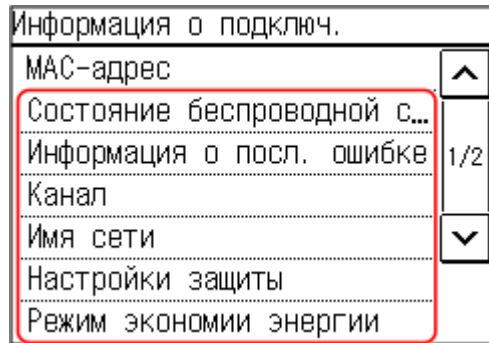 Информация о подключ.
MAC-адрес
Состояние беспроводной с...
Информация о посл. ошибке
1/2
Канал
Имя сети
Настройки защиты
Режим экономии энергии